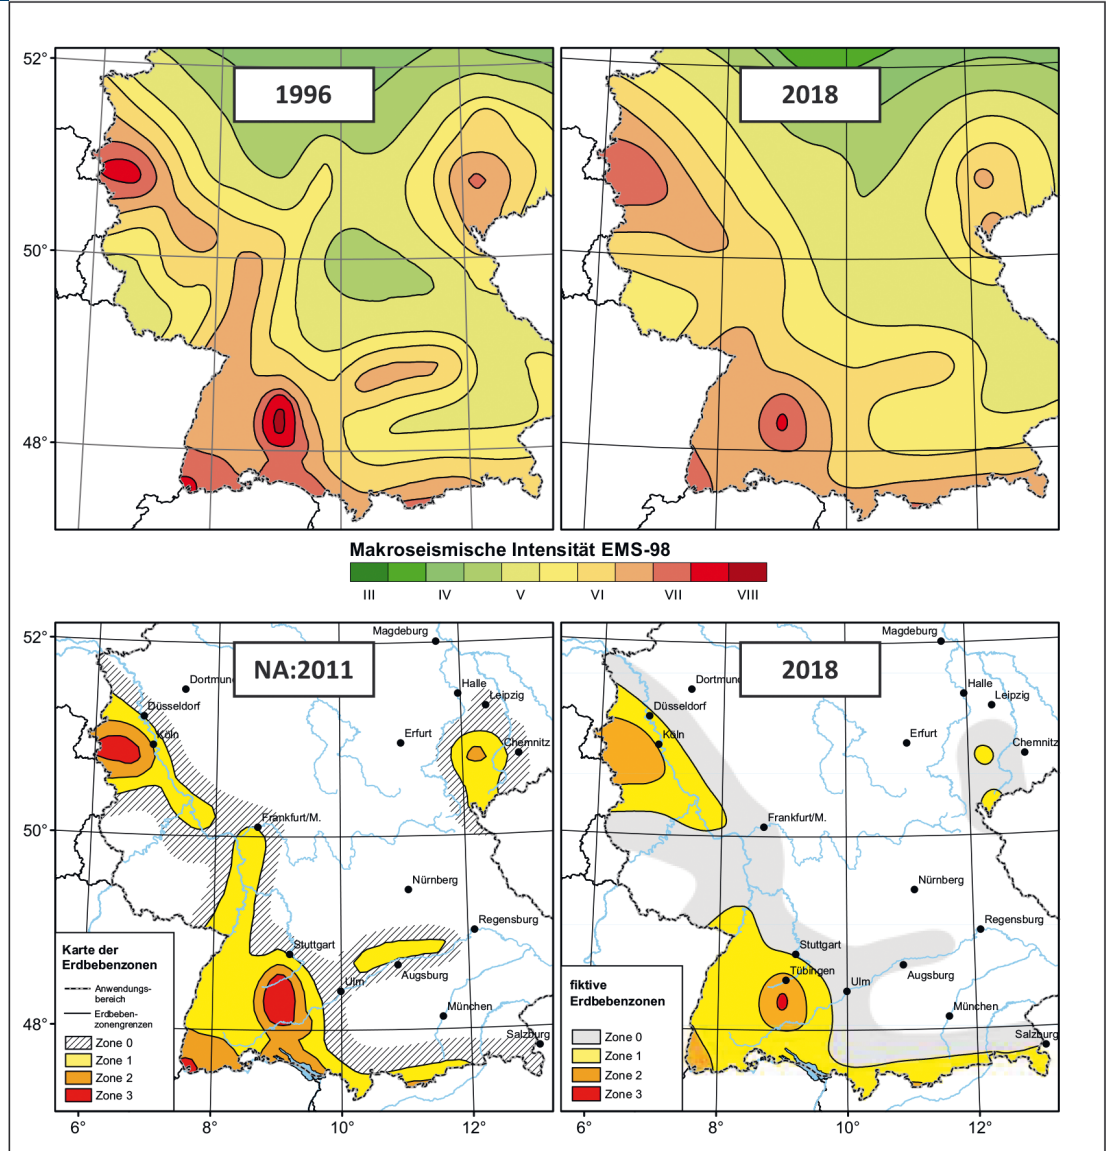 52°
1996
2018
50°
48°
Makroseismische Intensität EMS-98
III IV V VI VII VIII
52°
NA:2011
Magdeburg
Dortmun
Halle
Leipzig
Düsseldorf
Köln
Erfurt
Chemnitz
50°
Frankfurt/M.
Nürnberg
Regensburg
Stuttgart
Augsburg
Ulm
München
Salzburg
48°
Karte der
Erdbebenzonen
Anwendungs-
bereich
Erdbeben-
zonengrenzen
Zone 0
Zone 1
Zone 2
Zone 3
6° 8° 10° 12°
2018
Magdeburg
Dortmun
Halle
Leipzig
Düsseldorf
Köln
Erfurt
Chemnitz
Frankfurt/M.
Nürnberg
Regensburg
Stuttgart
Tübingen
Augsburg
Ulm
München
Salzburg
fiktive
Erdbebenzonen
Zone 0
Zone 1
Zone 2
Zone 3
6° 8° 10° 12°